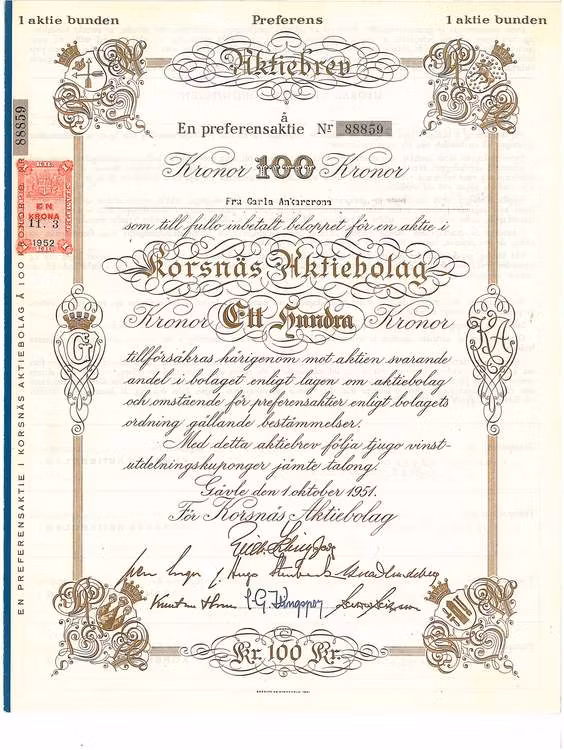 1 aktie bunden Preferens 1 aktie bunden
Aktiebrev
å
En preferensaktie Nr 88859
Kronor 100 Kronor
Fru Carla Ancarcrona
som till fullo inbetalt beloppet för en aktie i
Korsnäs Aktiebolag
Kronor Ett Hundra Kronor
tillförsäkras härigenom mot aktien svarande
andel i bolaget enligt lagen om aktiebolag
och omstående för preferensaktier enligt bolagets
ordning gällande bestämmelser.
Med detta aktiebrev följa tjugo vinst-
utdelningskuponger jämte talong.
Gävle den 1 oktober 1951.
För Korsnäs Aktiebolag
Kr. 100 Kr.
88859
EN
KRONA
11. 3
1952
EN PREFERENSAKTIE I KORSNÄS AKTIEBOLAG Å 100 KRONOR
G
KA